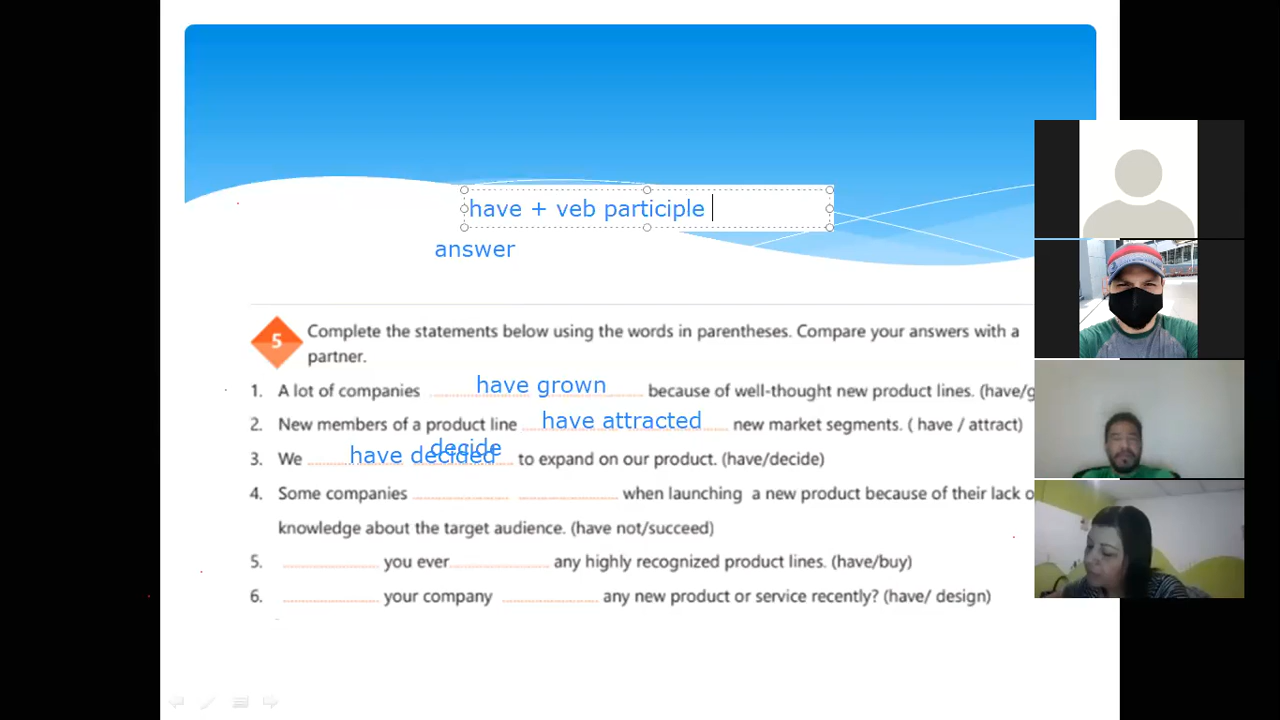 have + veb participle
answer
5
Complete the statements below using the words in parentheses. Compare your answers with a
partner.
1. A lot of companies have grown because of well-thought new product lines. (have/g
2. New members of a product line have attracted new market segments. ( have / attract)
decide
3. We have decided to expand on our product. (have/decide)
4. Some companies when launching a new product because of their lack o
knowledge about the target audience. (have not/succeed)
5. you ever any highly recognized product lines. (have/buy)
6. your company any new product or service recently? (have/ design)